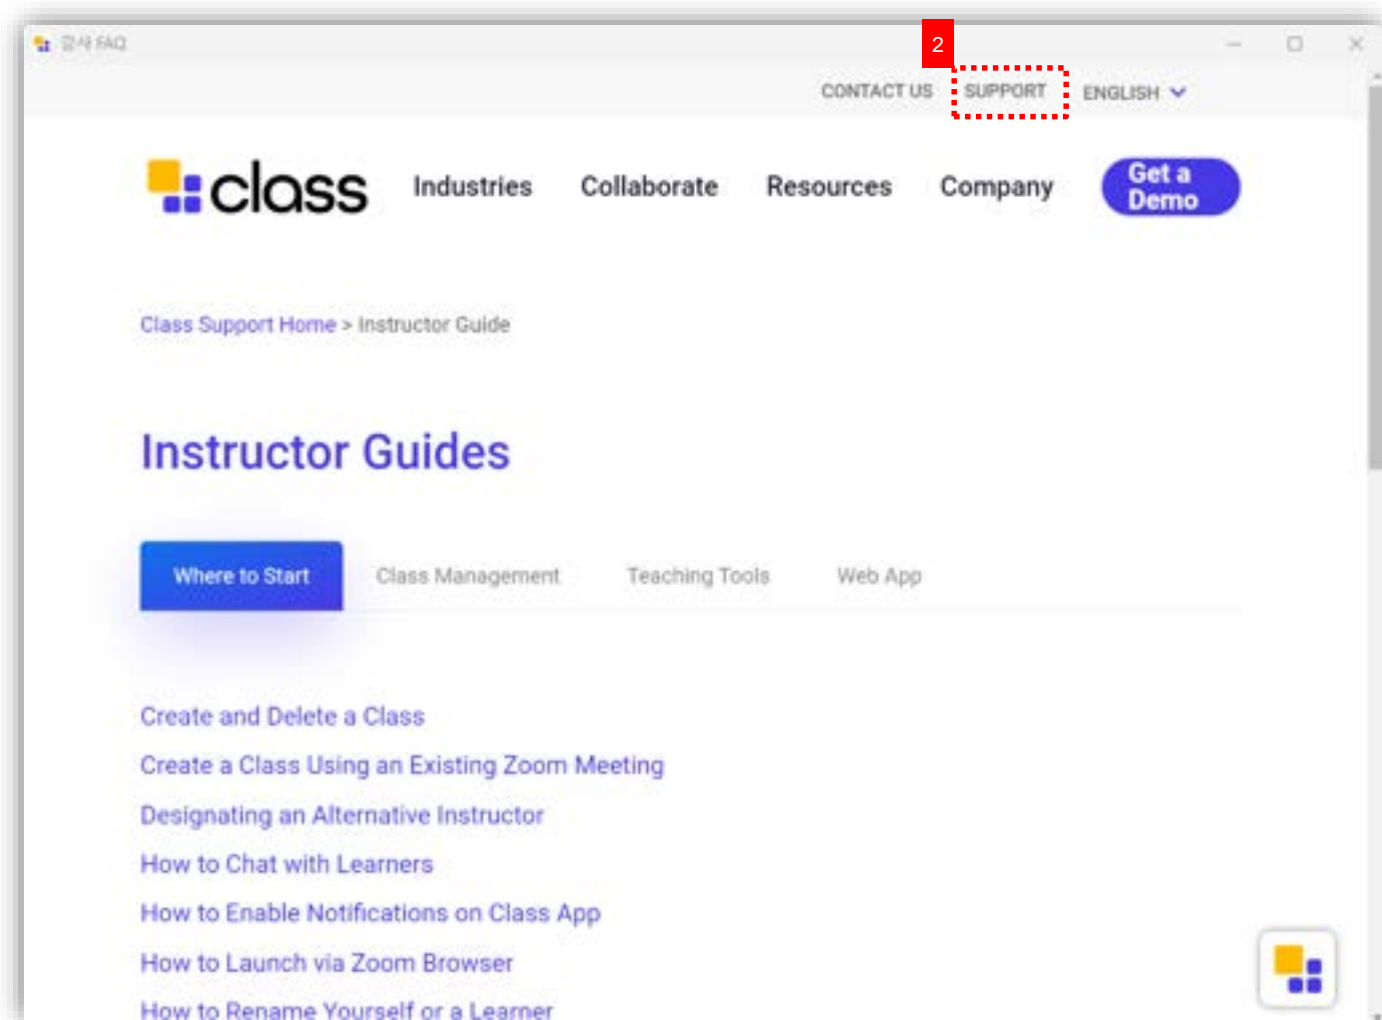 강사 FAQ
2
CONTACT US SUPPORT ENGLISH
class Industries Collaborate Resources Company Get a
Demo
Class Support Home > Instructor Guide
Instructor Guides
Where to Start Class Management Teaching Tools Web App
Create and Delete a Class
Create a Class Using an Existing Zoom Meeting
Designating an Alternative Instructor
How to Chat with Learners
How to Enable Notifications on Class App
How to Launch via Zoom Browser
How to Rename Yourself or a Learner